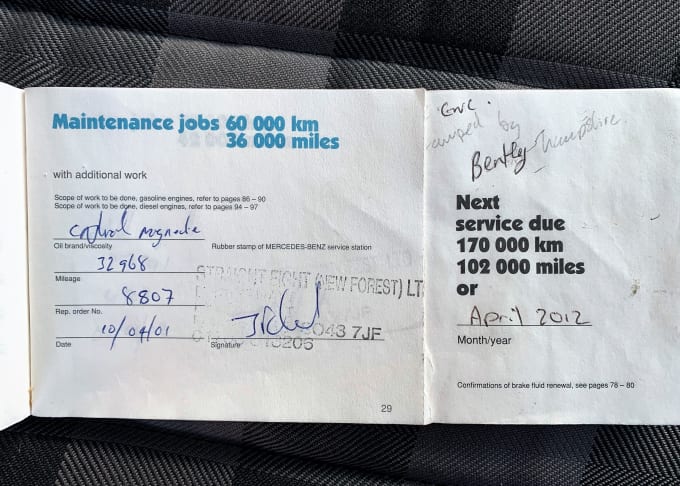 Maintenance jobs 60 000 km
36 000 miles
with additional work
Scope of work to be done, gasoline engines, refer to pages 86 – 90
Scope of work to be done, diesel engines, refer to pages 94 – 97
Oil brand/viscosity
Rubber stamp of MERCEDES-BENZ service station
32968
Mileage
STRAIGHT EIGHT (NEW FOREST) LT
8807
Rep. order No.
10/04/01
043 7JF
Date
Signature
29
by
Bently Hampshire.
Next
service due
170 000 km
102 000 miles
or
April 2012
Month/year
Confirmations of brake fluid renewal, see pages 78 – 80